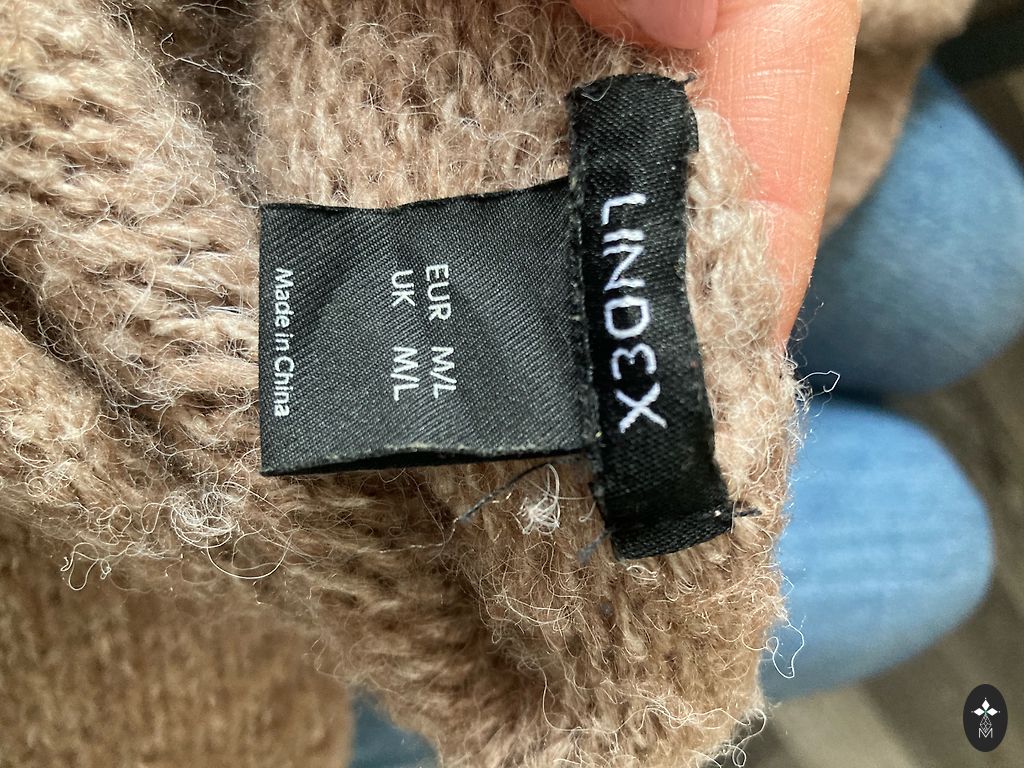 LINDEX
EUR M/L
UK M/L
Made in China